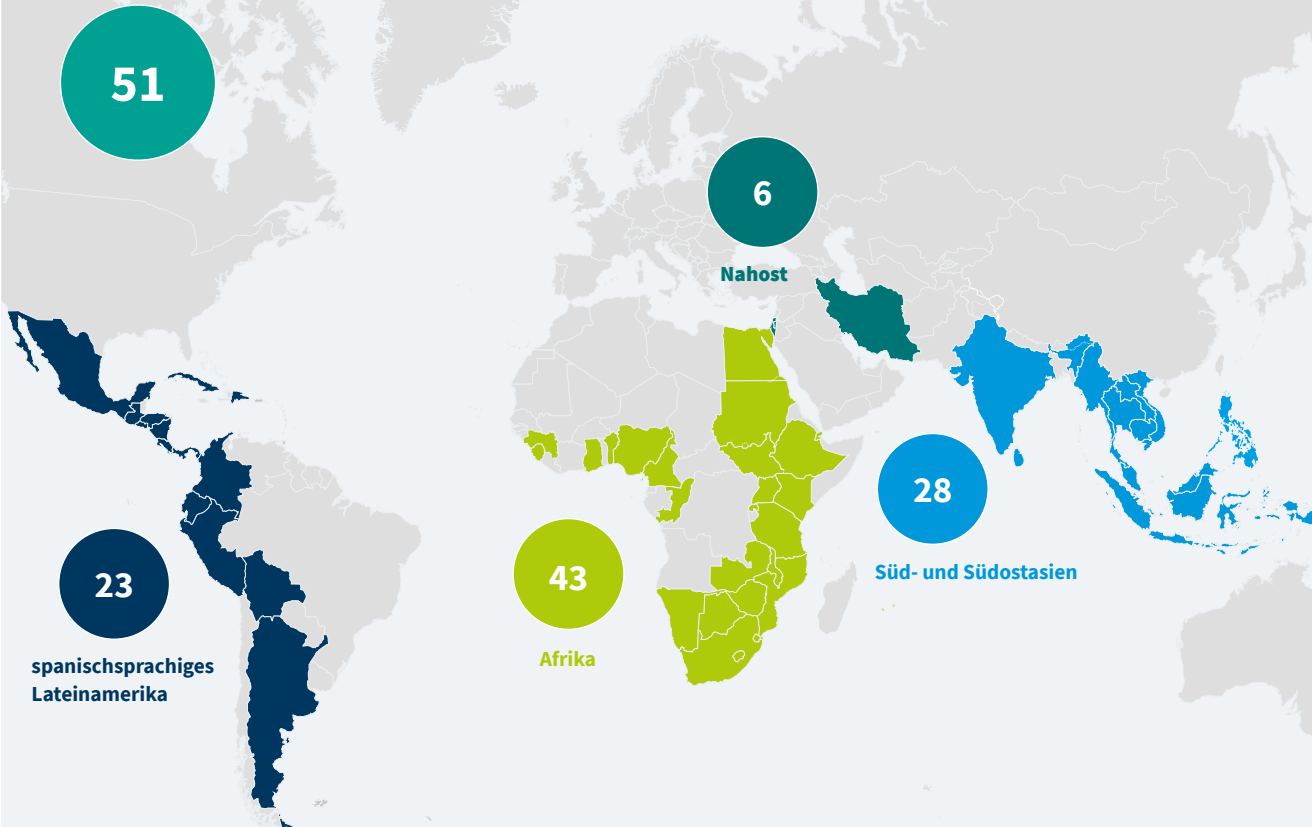 51
6
Nahost
28
Süd- und Südostasien
43
Afrika
23
spanischsprachiges
Lateinamerika